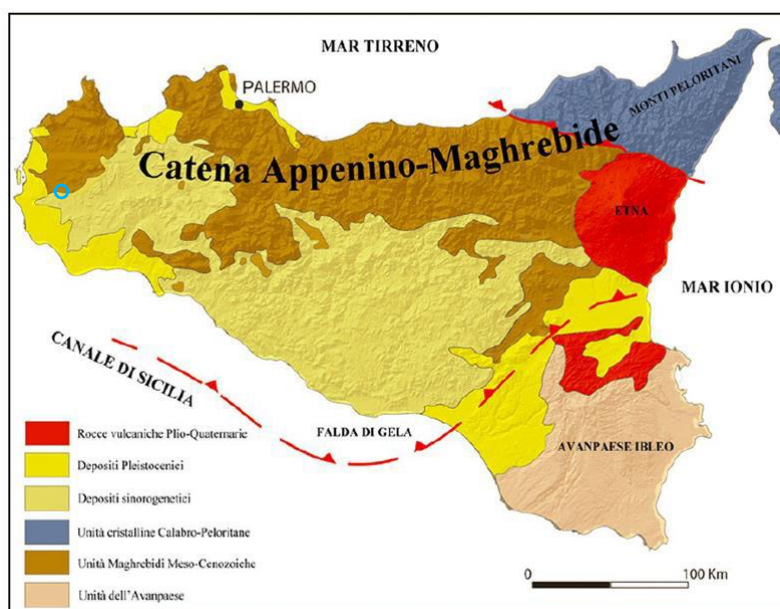 MAR TIRRENO
PALERMO
MONTI PELORITANI
Catena Appenino-Maghrebide
ETNA
MAR IONIO
CANALE DI SICILIA
FALDA DI GELA
AVANPAESE IBLEO
Rocce vulcaniche Plio-Quaternarie
Depositi Pleistocenici
Depositi sinorogenetici
Unità cristalline Calabro-Peloritane
Unità Maghrebidi Meso-Cenozoiche
Unità dell'Avanpaese
0 100 Km